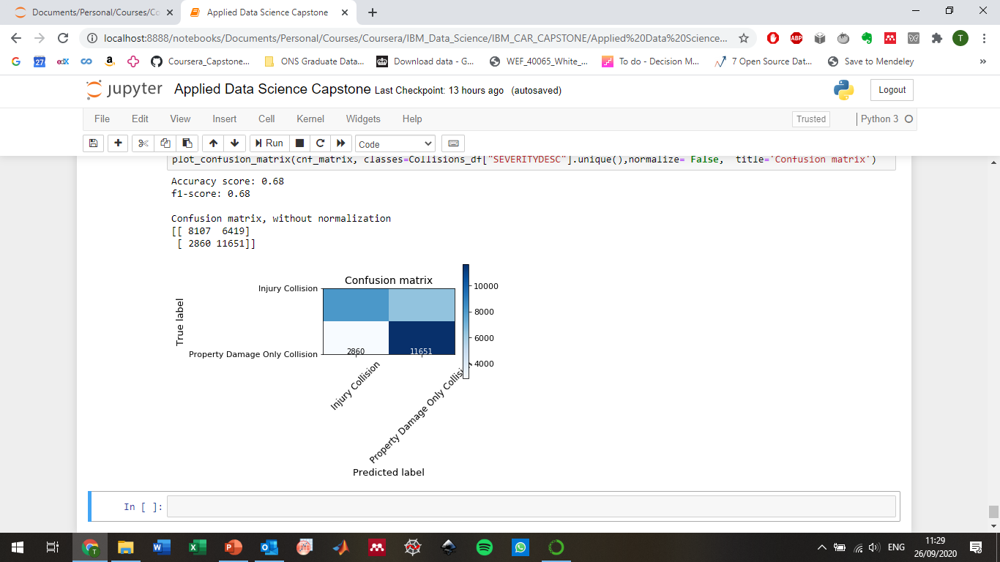 Documents/Personal/Courses/Co
Applied Data Science Capstone
localhost:8888/notebooks/Documents/Personal/Courses/Coursera/IBM_Data_Science/IBM_CAR_CAPSTONE/Applied%20Data%20Science...
ABP
T
G
27
edX
Coursera_Capstone...
ONS Graduate Data...
Download data - G...
WEF_40065_White_...
To do - Decision M...
7 Open Source Dat...
Save to Mendeley
»
jupyter Applied Data Science Capstone Last Checkpoint: 13 hours ago (autosaved)
Logout
File Edit View Insert Cell Kernel Widgets Help
Trusted
Python 3
Run
Code
plot_confusion_matrix(cnf_matrix, classes=Collisions_df["SEVERITYDESC"].unique(),normalize= False,  title='Confusion matrix')
Accuracy score: 0.68
f1-score: 0.68
Confusion matrix, without normalization
[[ 8107  6419]
 [ 2860 11651]]
Confusion matrix
Injury Collision
Property Damage Only Collision
True label
2860
11651
10000
8000
6000
4000
Injury Collision
Property Damage Only Collision
Predicted label
In [ ]:
ENG
11:29
26/09/2020